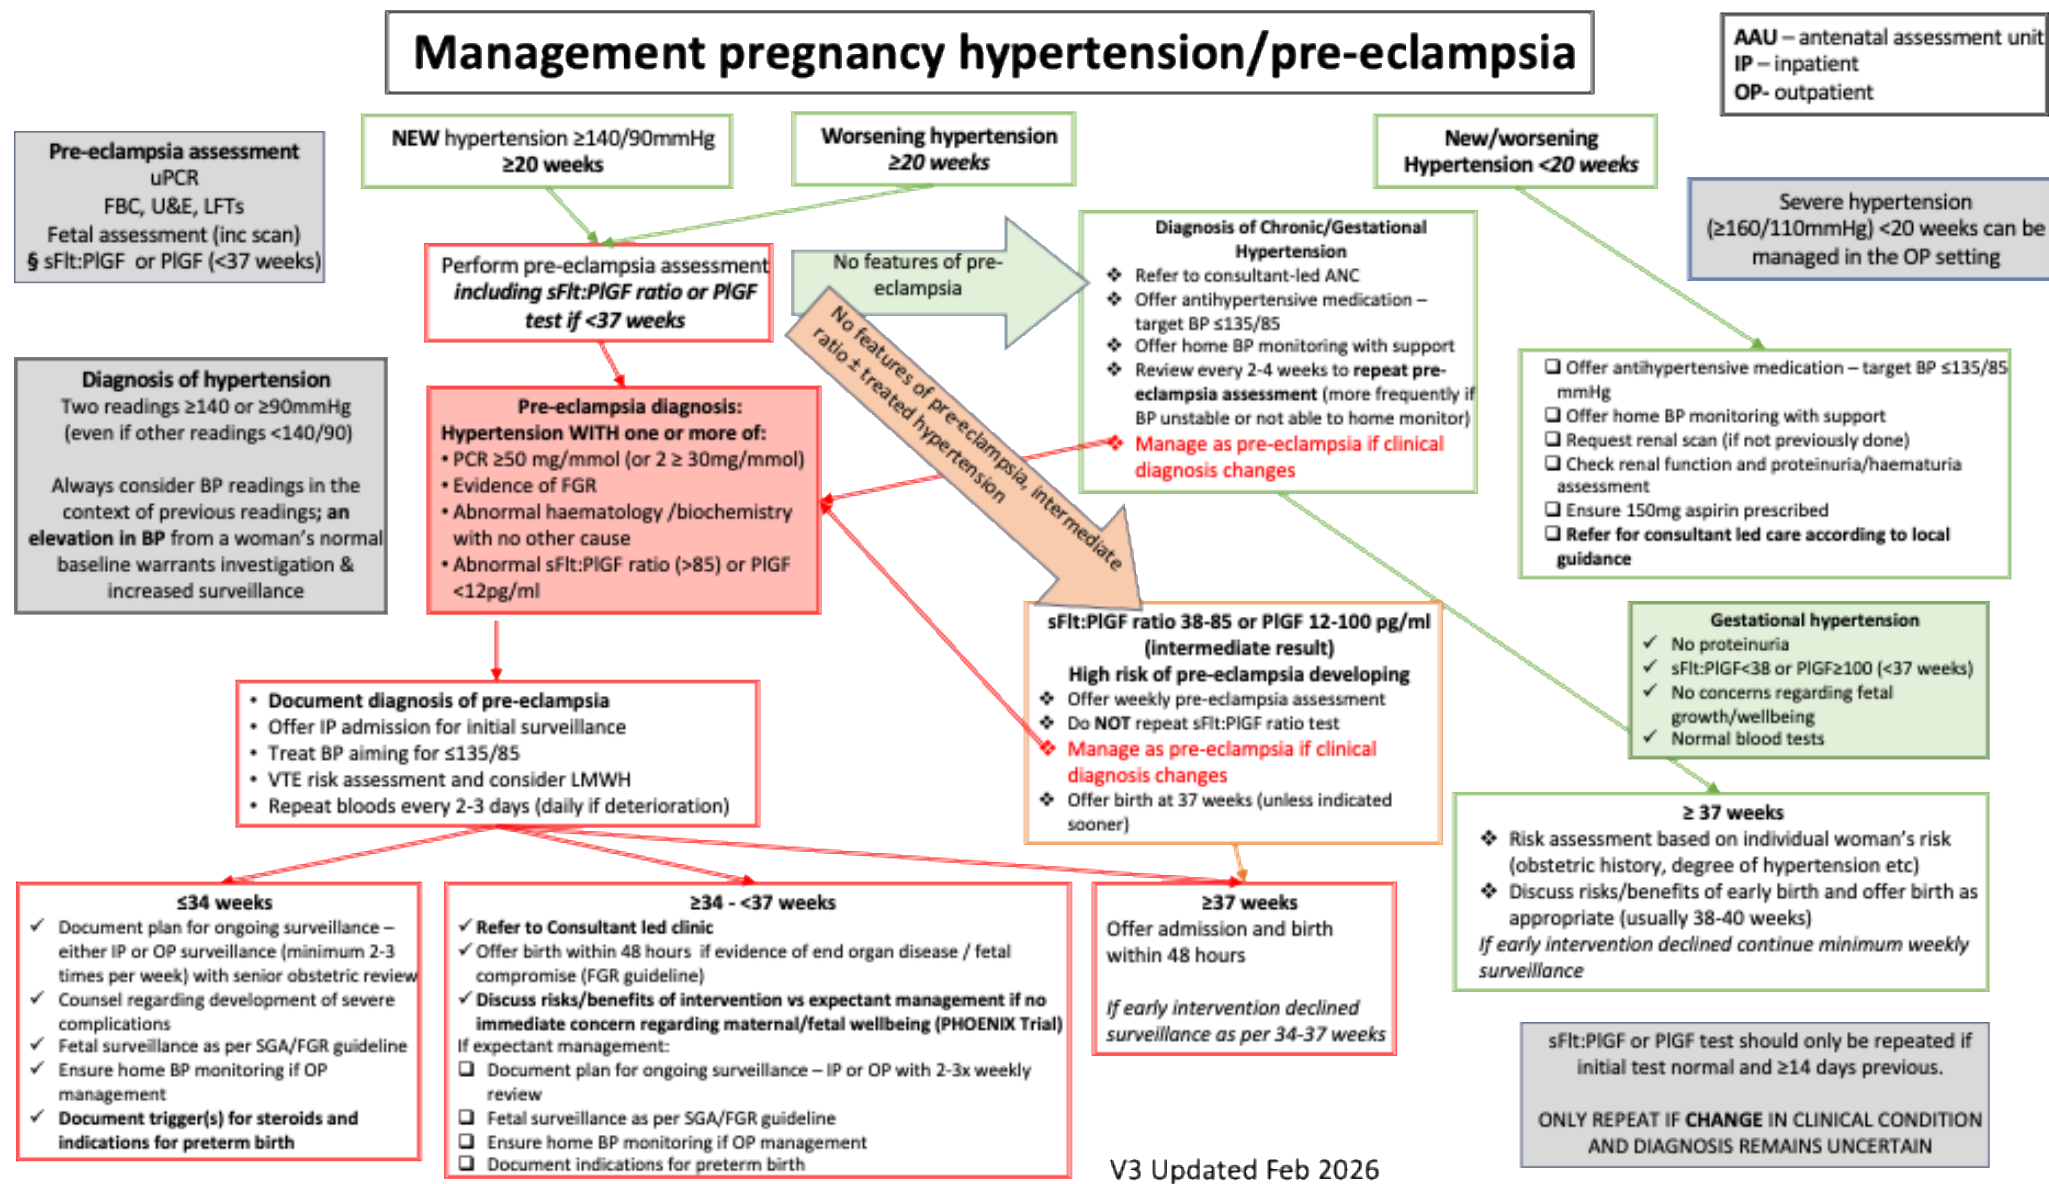 Management pregnancy hypertension/pre-eclampsia
AAU – antenatal assessment unit
IP – inpatient
OP- outpatient
Pre-eclampsia assessment
uPCR
FBC, U&E, LFTs
Fetal assessment (inc scan)
§ sFlt:PlGF or PlGF (<37 weeks)
NEW hypertension ≥140/90mmHg
≥20 weeks
Worsening hypertension
≥20 weeks
New/worsening
Hypertension <20 weeks
Severe hypertension
(≥160/110mmHg) <20 weeks can be
managed in the OP setting
Perform pre-eclampsia assessment
including sFlt:PlGF ratio or PlGF
test if <37 weeks
No features of pre-
eclampsia
No features of pre-eclampsia, intermediate
ratio ± treated hypertension
Diagnosis of Chronic/Gestational
Hypertension
❖ Refer to consultant-led ANC
❖ Offer antihypertensive medication –
target BP ≤135/85
❖ Offer home BP monitoring with support
❖ Review every 2-4 weeks to repeat pre-
eclampsia assessment (more frequently if
BP unstable or not able to home monitor)
❖ Manage as pre-eclampsia if clinical
diagnosis changes
❑ Offer antihypertensive medication – target BP ≤135/85
mmHg
❑ Offer home BP monitoring with support
❑ Request renal scan (if not previously done)
❑ Check renal function and proteinuria/haematuria
assessment
❑ Ensure 150mg aspirin prescribed
❑ Refer for consultant led care according to local
guidance
Diagnosis of hypertension
Two readings ≥140 or ≥90mmHg
(even if other readings <140/90)
Always consider BP readings in the
context of previous readings; an
elevation in BP from a woman's normal
baseline warrants investigation &
increased surveillance
Pre-eclampsia diagnosis:
Hypertension WITH one or more of:
• PCR ≥50 mg/mmol (or 2 ≥ 30mg/mmol)
• Evidence of FGR
• Abnormal haematology /biochemistry
with no other cause
• Abnormal sFlt:PlGF ratio (>85) or PlGF
<12pg/ml
sFlt:PlGF ratio 38-85 or PlGF 12-100 pg/ml
(intermediate result)
High risk of pre-eclampsia developing
❖ Offer weekly pre-eclampsia assessment
❖ Do NOT repeat sFlt:PlGF ratio test
❖ Manage as pre-eclampsia if clinical
diagnosis changes
❖ Offer birth at 37 weeks (unless indicated
sooner)
Gestational hypertension
✓ No proteinuria
✓ sFlt:PlGF<38 or PlGF≥100 (<37 weeks)
✓ No concerns regarding fetal
growth/wellbeing
✓ Normal blood tests
• Document diagnosis of pre-eclampsia
• Offer IP admission for initial surveillance
• Treat BP aiming for ≤135/85
• VTE risk assessment and consider LMWH
• Repeat bloods every 2-3 days (daily if deterioration)
≤34 weeks
✓ Document plan for ongoing surveillance –
either IP or OP surveillance (minimum 2-3
times per week) with senior obstetric review
✓ Counsel regarding development of severe
complications
✓ Fetal surveillance as per SGA/FGR guideline
✓ Ensure home BP monitoring if OP
management
✓ Document trigger(s) for steroids and
indications for preterm birth
≥34 - <37 weeks
✓ Refer to Consultant led clinic
✓ Offer birth within 48 hours if evidence of end organ disease / fetal
compromise (FGR guideline)
✓ Discuss risks/benefits of intervention vs expectant management if no
immediate concern regarding maternal/fetal wellbeing (PHOENIX Trial)
If expectant management:
❑ Document plan for ongoing surveillance – IP or OP with 2-3x weekly
review
❑ Fetal surveillance as per SGA/FGR guideline
❑ Ensure home BP monitoring if OP management
❑ Document indications for preterm birth
≥37 weeks
Offer admission and birth
within 48 hours
If early intervention declined
surveillance as per 34-37 weeks
≥ 37 weeks
❖ Risk assessment based on individual woman's risk
(obstetric history, degree of hypertension etc)
❖ Discuss risks/benefits of early birth and offer birth as
appropriate (usually 38-40 weeks)
If early intervention declined continue minimum weekly
surveillance
sFlt:PlGF or PlGF test should only be repeated if
initial test normal and ≥14 days previous.
ONLY REPEAT IF CHANGE IN CLINICAL CONDITION
AND DIAGNOSIS REMAINS UNCERTAIN
V3 Updated Feb 2026